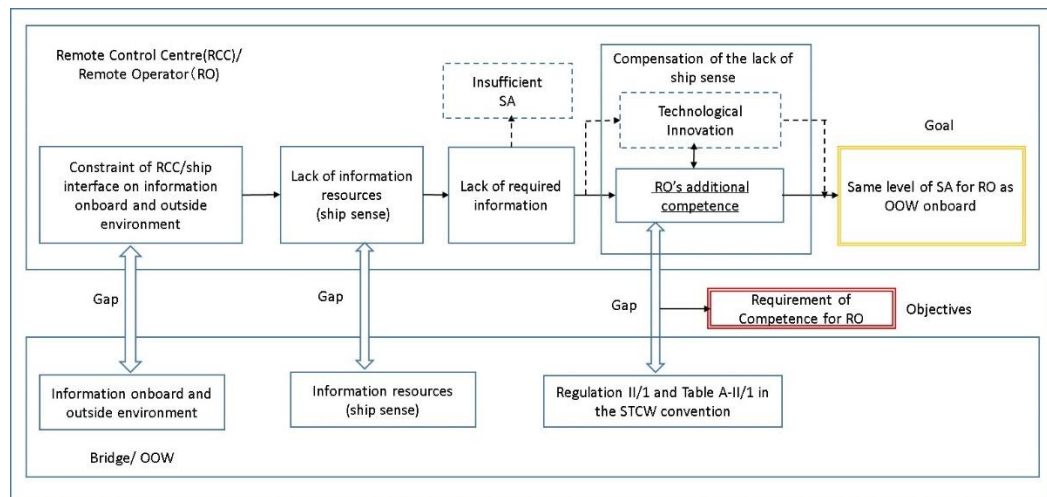 Remote Control Centre(RCC)/
Remote Operator（RO）
Compensation of the lack of
ship sense
Insufficient
SA
Technological
Innovation
Goal
Constraint of RCC/ship
interface on information
onboard and outside
environment
Lack of information
resources
(ship sense)
Lack of required
information
RO's additional
competence
Same level of SA for RO as
OOW onboard
Gap
Gap
Gap
Requirement of
Competence for RO
Objectives
Information onboard and
outside environment
Information resources
(ship sense)
Regulation II/1 and Table A-II/1 in
the STCW convention
Bridge/ OOW